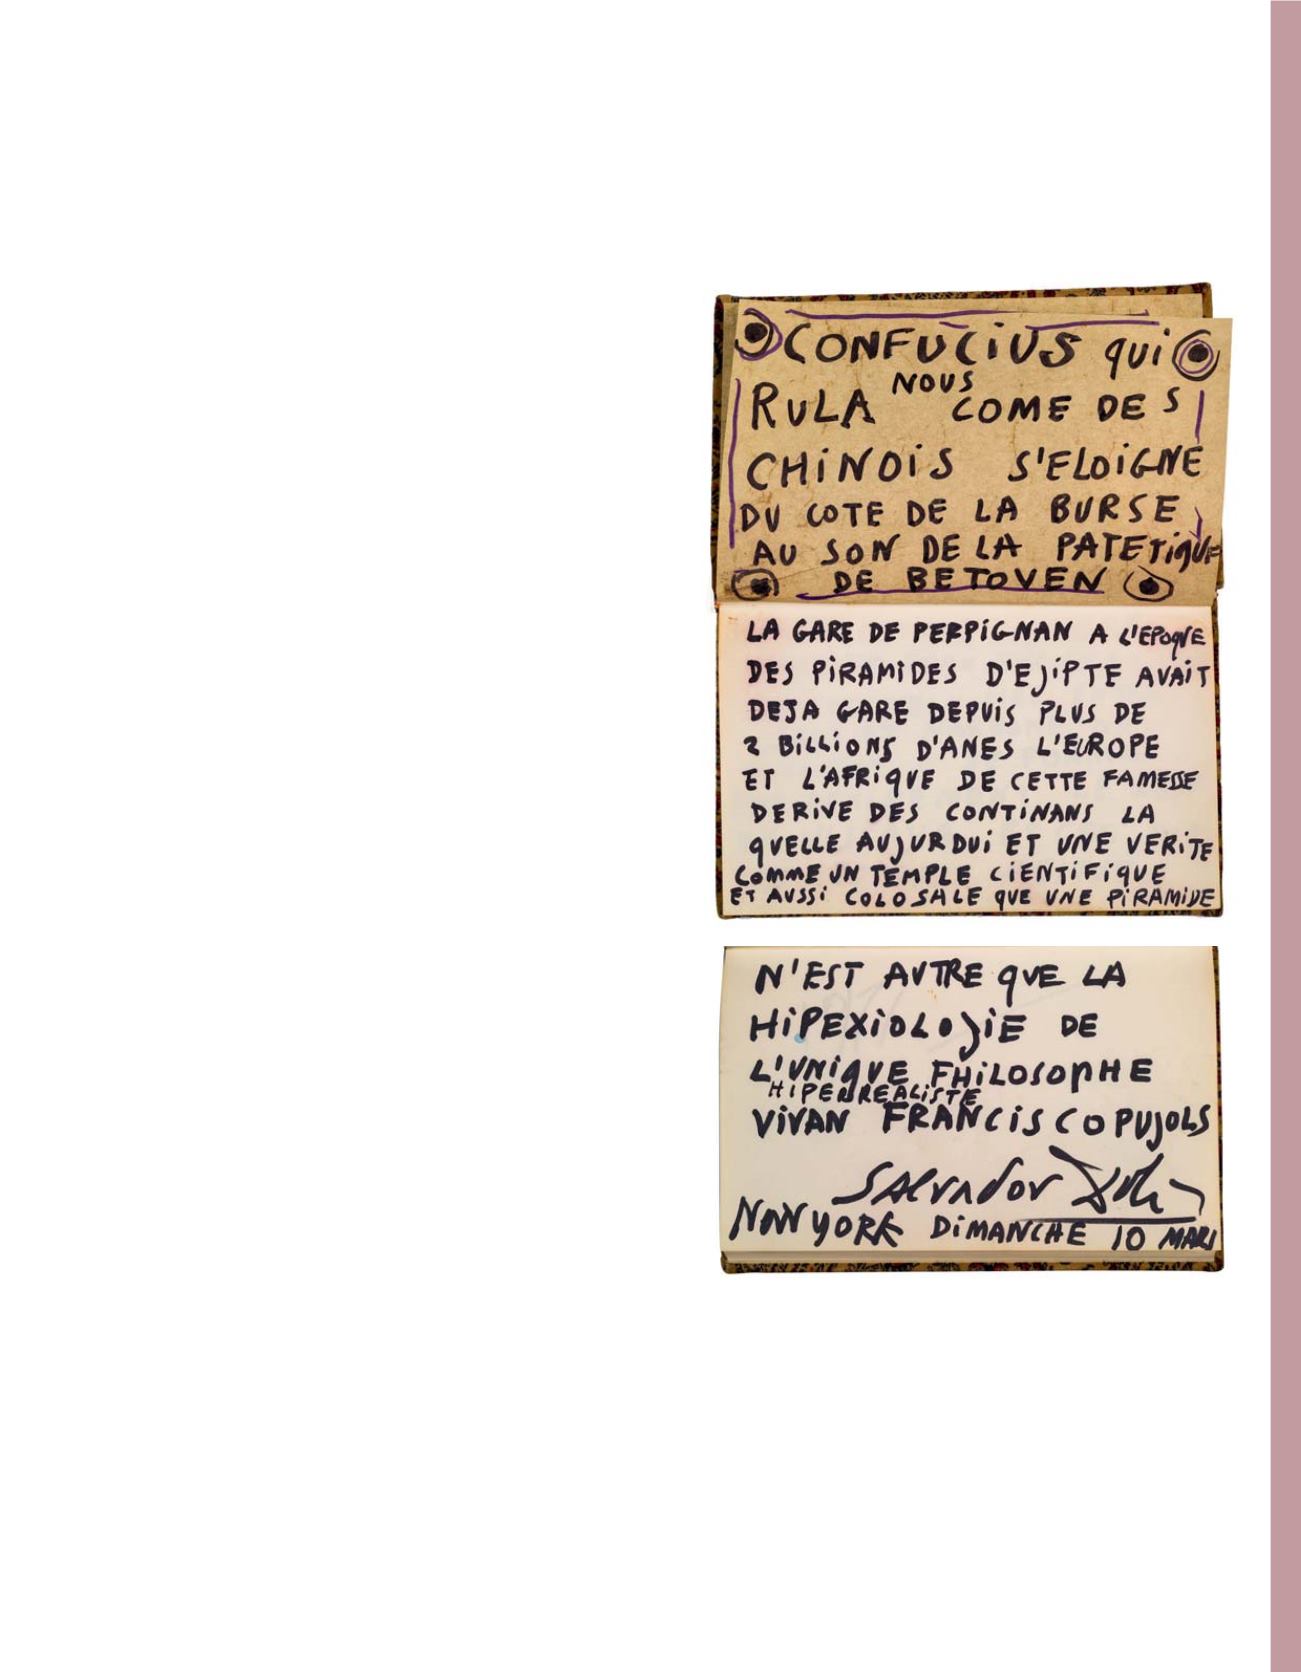 CONFUCIUS qui
RULA NOUS COME DES
CHINOIS S'ELOIGNE
DU COTE DE LA BURSE
AU SON DE LA PATETIQUE
DE BETOVEN
LA GARE DE PERPIGNAN A L'EPOQUE
DES PIRAMIDES D'EJIPTE AVAIT
DEJA GARE DEPUIS PLUS DE
2 BILLIONS D'ANES L'EUROPE
ET L'AFRIQUE DE CETTE FAMESSE
DERIVE DES CONTINANS LA
QUELLE AUJURDUI ET UNE VERITE
COMME UN TEMPLE CIENTIFIQUE
ET AUSSI COLOSALE QUE UNE PIRAMIDE
N'EST AUTRE QUE LA
HIPEXIOLOJIE DE
L'UNIQUE FHILOSOPHE
HIPERREALISTE
VIVAN FRANCISCO PUJOLS
Salvador Dalí
NEW YORK DIMANCHE 10 MARS